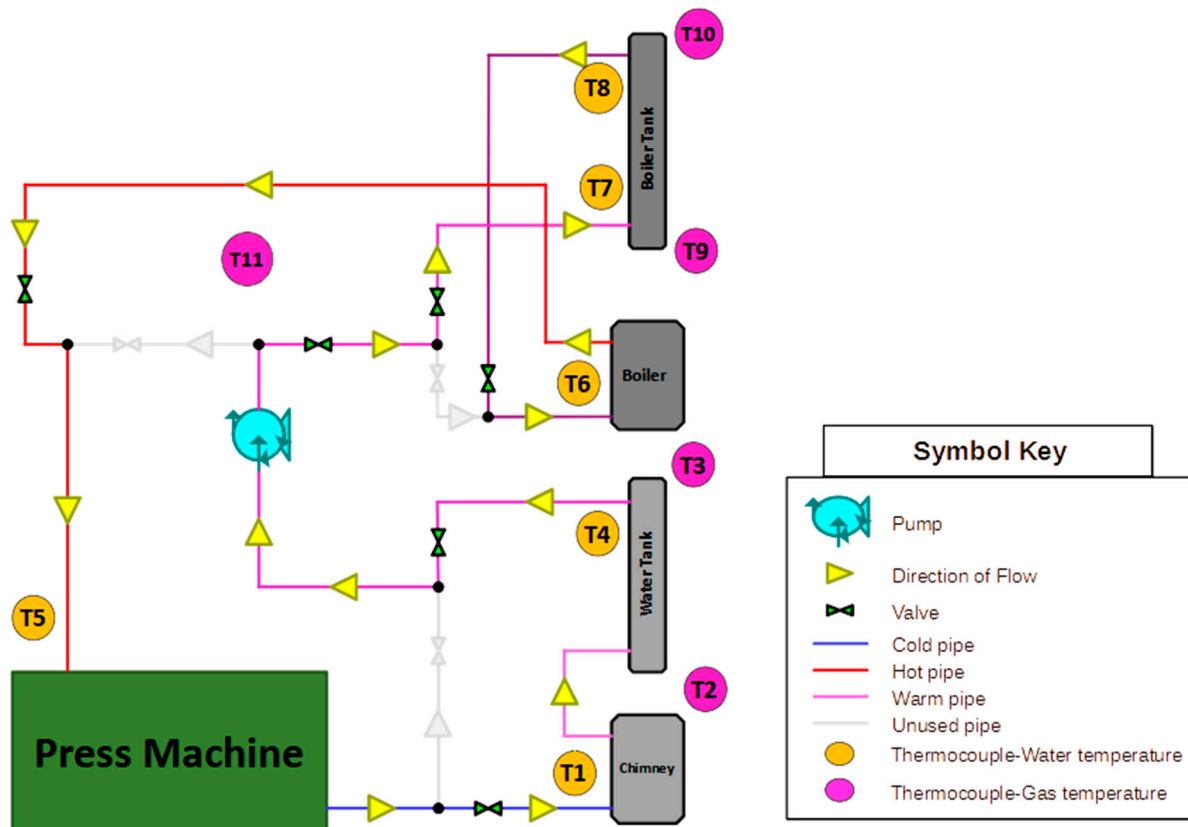 T10
T8
Boiler Tank
T7
T9
T11
Boiler
T6
T3
T4
Water Tank
T5
T2
Press Machine
T1
Chimney
Symbol Key
Pump
Direction of Flow
Valve
Cold pipe
Hot pipe
Warm pipe
Unused pipe
Thermocouple-Water temperature
Thermocouple-Gas temperature